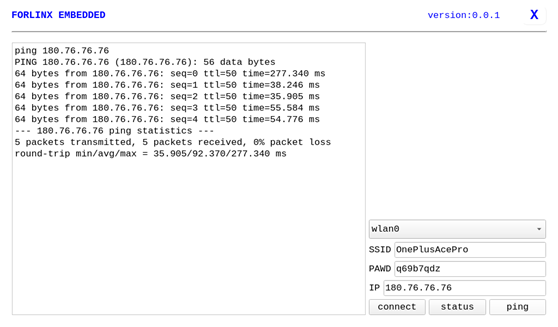 FORLINX EMBEDDED
version:0.0.1
X
ping 180.76.76.76
PING 180.76.76.76 (180.76.76.76): 56 data bytes
64 bytes from 180.76.76.76: seq=0 ttl=50 time=277.340 ms
64 bytes from 180.76.76.76: seq=1 ttl=50 time=38.246 ms
64 bytes from 180.76.76.76: seq=2 ttl=50 time=35.905 ms
64 bytes from 180.76.76.76: seq=3 ttl=50 time=55.584 ms
64 bytes from 180.76.76.76: seq=4 ttl=50 time=54.776 ms
--- 180.76.76.76 ping statistics ---
5 packets transmitted, 5 packets received, 0% packet loss
round-trip min/avg/max = 35.905/92.370/277.340 ms
wlan0
SSID OnePlusAcePro
PAWD q69b7qdz
IP 180.76.76.76
connect status ping